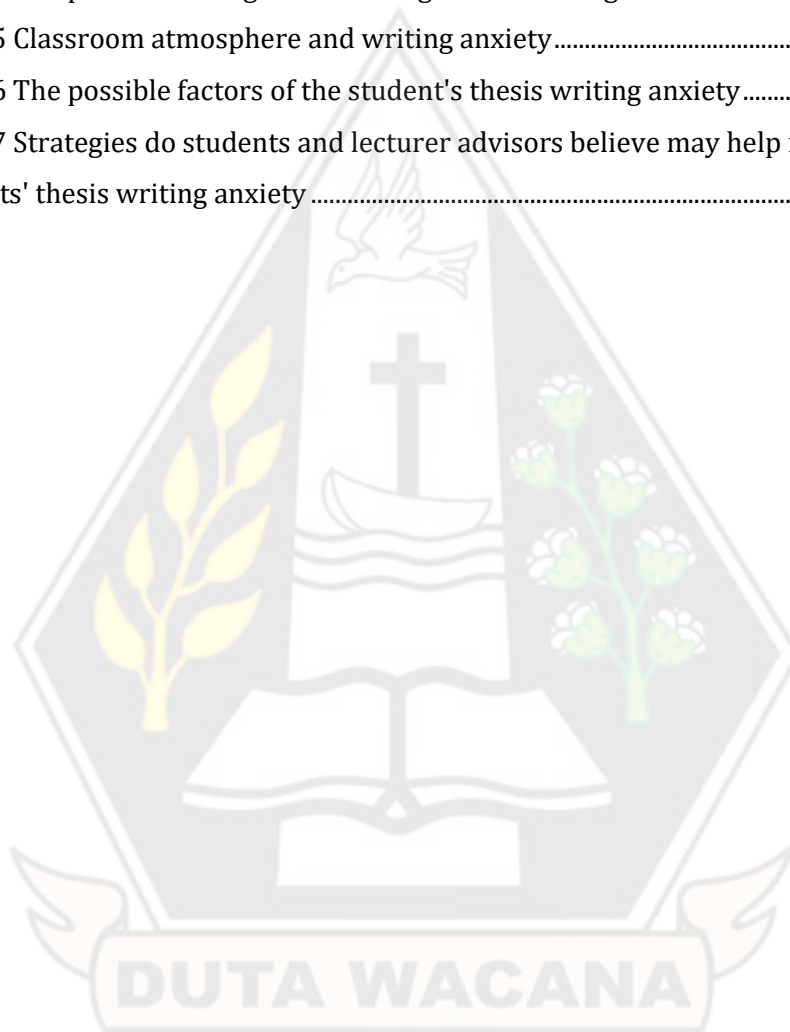 5 Classroom atmosphere and writing anxiety
6 The possible factors of the student's thesis writing anxiety
7 Strategies do students and lecturer advisors believe may help
ts' thesis writing anxiety
DUTA WACANA